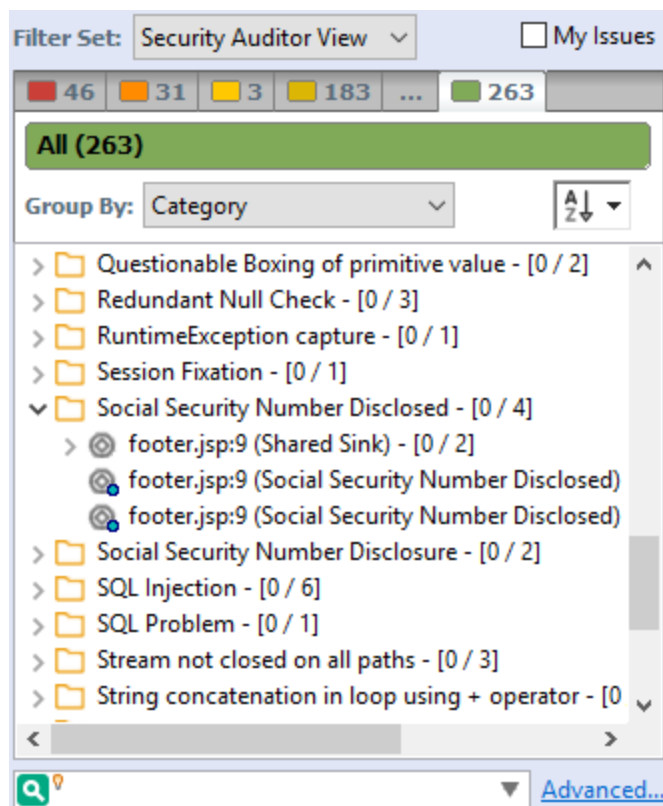 Filter Set: Security Auditor View My Issues
46 31 3 183 ... 263
All (263)
Group By: Category
Questionable Boxing of primitive value - [0 / 2]
Redundant Null Check - [0 / 3]
RuntimeException capture - [0 / 1]
Session Fixation - [0 / 1]
Social Security Number Disclosed - [0 / 4]
footer.jsp:9 (Shared Sink) - [0 / 2]
footer.jsp:9 (Social Security Number Disclosed)
footer.jsp:9 (Social Security Number Disclosed)
Social Security Number Disclosure - [0 / 2]
SQL Injection - [0 / 6]
SQL Problem - [0 / 1]
Stream not closed on all paths - [0 / 3]
String concatenation in loop using + operator - [0
Advanced...